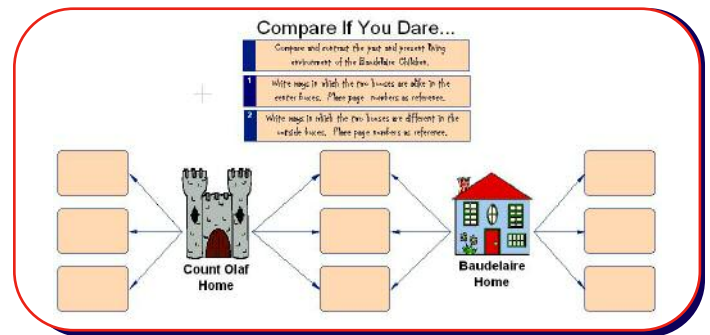 Compare If You Dare...
Compare and contrast the past and present living
environment of the Baudelaire Children.
1
Write ways in which the two houses are alike in the
center boxes. Place page numbers as reference.
2
Write ways in which the two houses are different in the
outside boxes. Place page numbers as reference.
Count Olaf
Home
Baudelaire
Home